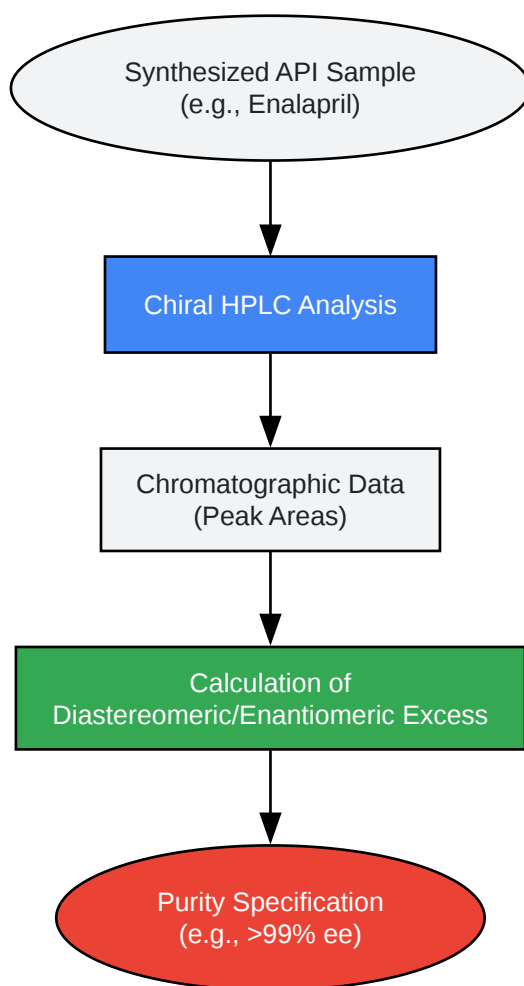 Synthesized API Sample
(e.g., Enalapril)
Chiral HPLC Analysis
Chromatographic Data
(Peak Areas)
Calculation of
Diastereomeric/Enantiomeric Excess
Purity Specification
(e.g., >99% ee)